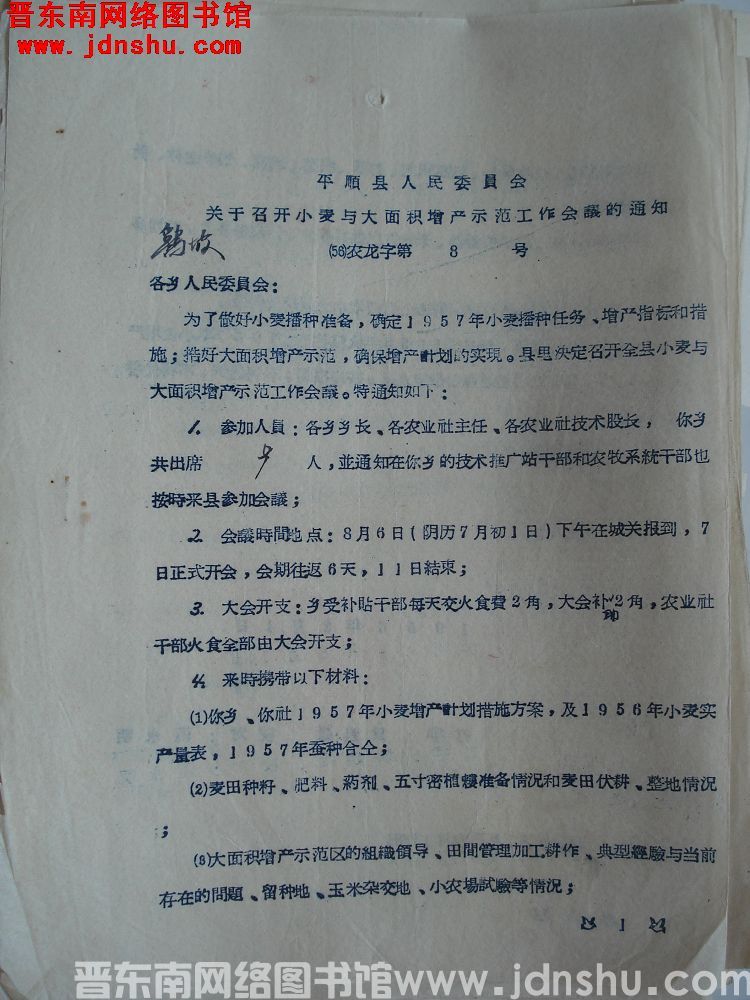 晋东南网络图书馆
www.jdnshu.com
平順县人民委員会
关于召开小麦与大面积增产示范工作会議的通知
(56)农龙字第 8 号
各乡人民委員会：
为了做好小麦播种准备，确定1957年小麦播种任务、增产指标和措
施；搞好大面积增产示范，确保增产計划的实現。县里决定召开全县小麦与
大面积增产示范工作会議。特通知如下：
1. 参加人員：各乡乡长、各农业社主任、各农业社技术股长， 你乡
共出席 9 人，並通知在你乡的技术推广站干部和农牧系統干部也
按時来县参加会議；
2. 会議時間地点：8月6日(阴历7月初1日)下午在城关报到，7
日正式开会，会期往返6天，11日結束；
3. 大会开支：乡受补貼干部每天交火食費2角，大会补助2角，农业社
干部火食全部由大会开支；
4. 来時携带以下材料：
(1)你乡、你社1957年小麦增产計划措施方案，及1956年小麦实
产量表，1957年蚕种合仝；
(2)麦田种籽、肥料、葯剂、五寸密植耧准备情况和麦田伏耕、整地情况
；
(3)大面积增产示范区的組織領导、田間管理加工耕作、典型經驗与当前
存在的問題、留种地、玉米杂交地、小农場試驗等情况；
1
晋东南网络图书馆www.jdnshu.com